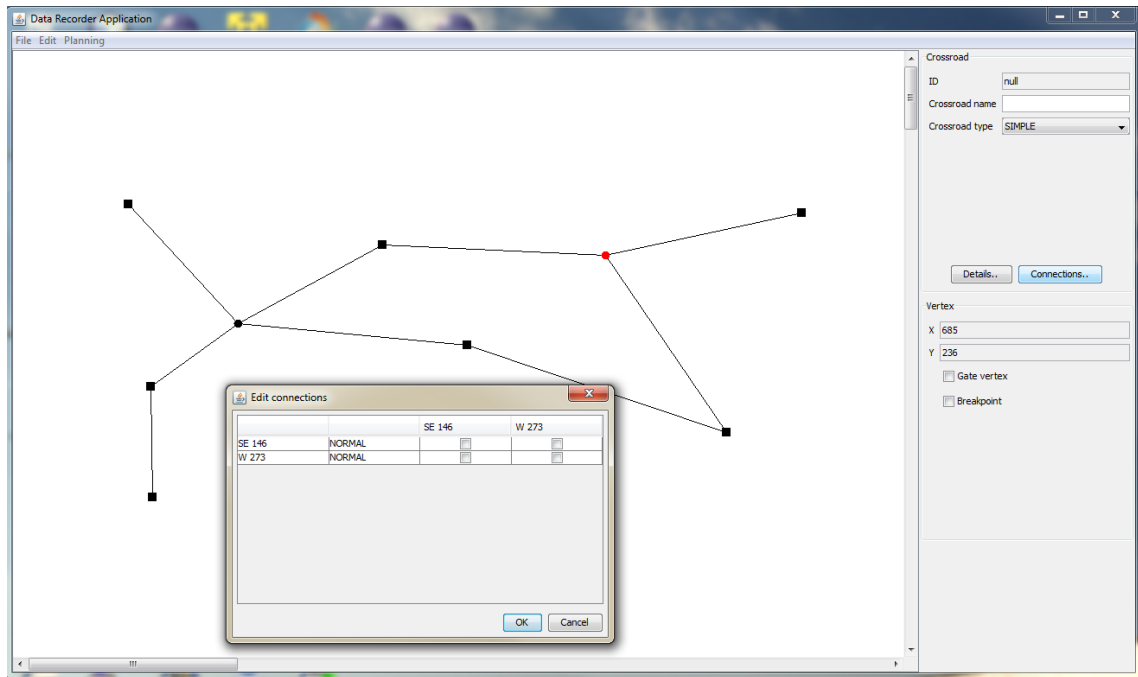 Data Recorder Application
File Edit Planning
Crossroad
ID null
Crossroad name
Crossroad type SIMPLE
Details.. Connections..
Vertex
X 685
Y 236
Gate vertex
Breakpoint
Edit connections
SE 146 W 273
SE 146 NORMAL
W 273 NORMAL
OK Cancel